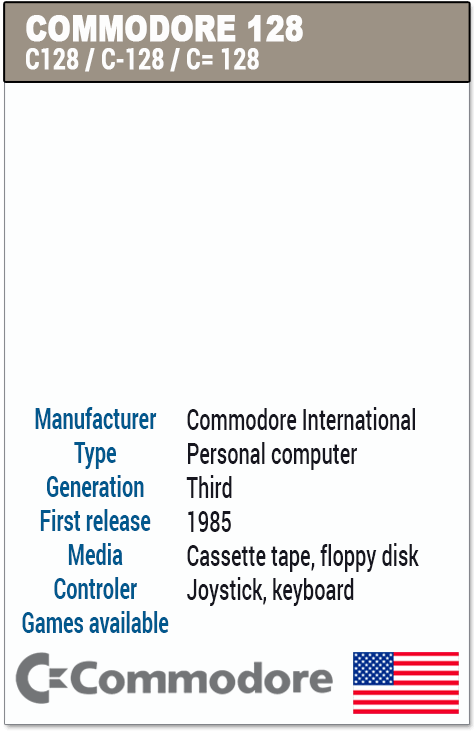 COMMODORE 128
C128 / C-128 / C= 128
Manufacturer Commodore International
Type Personal computer
Generation Third
First release 1985
Media Cassette tape, floppy disk
Controler Joystick, keyboard
Games available
Commodore